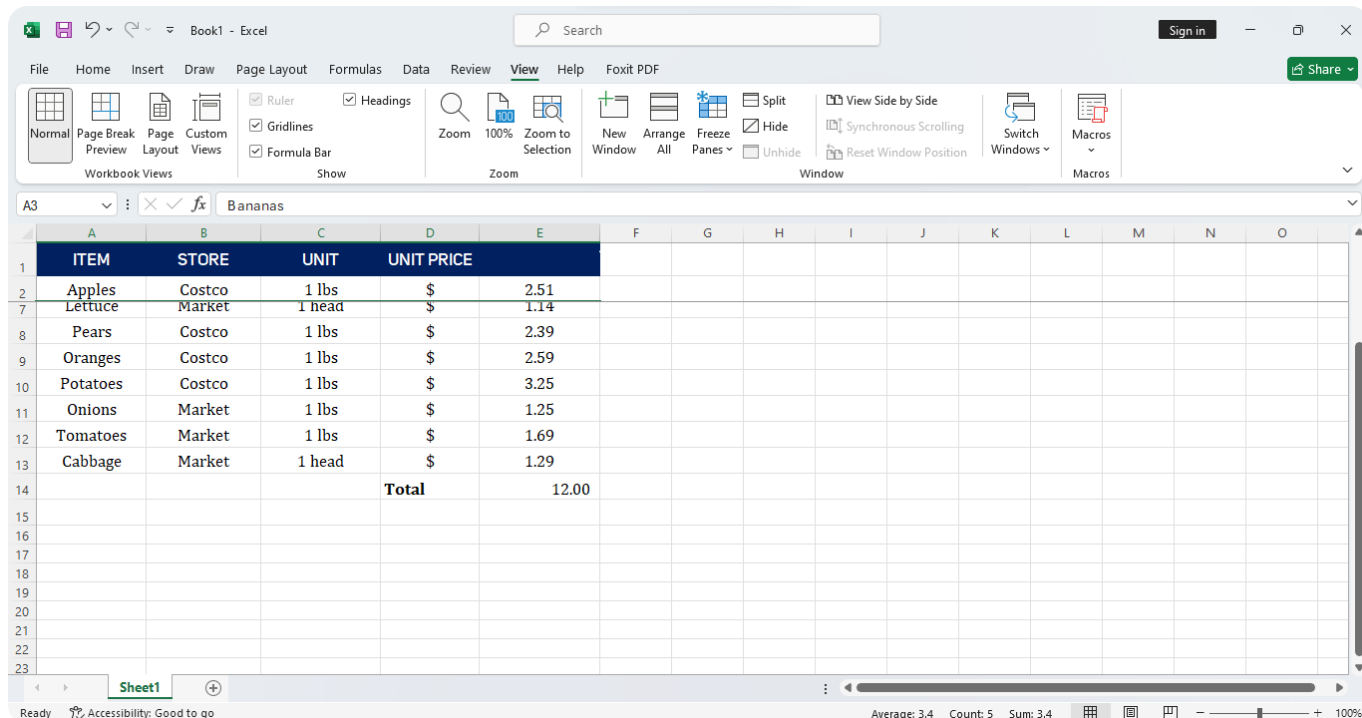 Book1 - Excel Search Sign in
File Home Insert Draw Page Layout Formulas Data Review View Help Foxit PDF Share
Ruler Headings Split View Side by Side
Gridlines Hide Synchronous Scrolling
Formula Bar Unhide Reset Window Position
Normal Page Break Preview Page Layout Custom Views Zoom 100% Zoom to Selection New Window Arrange All Freeze Panes Switch Windows Macros
Workbook Views Show Zoom Window Macros
A3 fx Bananas
A B C D E F G H I J K L M N O
1 ITEM STORE UNIT UNIT PRICE
2 Apples Costco 1 lbs $ 2.51
7 Lettuce Market 1 head $ 1.14
8 Pears Costco 1 lbs $ 2.39
9 Oranges Costco 1 lbs $ 2.59
10 Potatoes Costco 1 lbs $ 3.25
11 Onions Market 1 lbs $ 1.25
12 Tomatoes Market 1 lbs $ 1.69
13 Cabbage Market 1 head $ 1.29
14 Total 12.00
15
16
17
18
19
20
21
22
23
Sheet1
Ready Accessibility: Good to go Average: 3.4 Count: 5 Sum: 3.4 100%